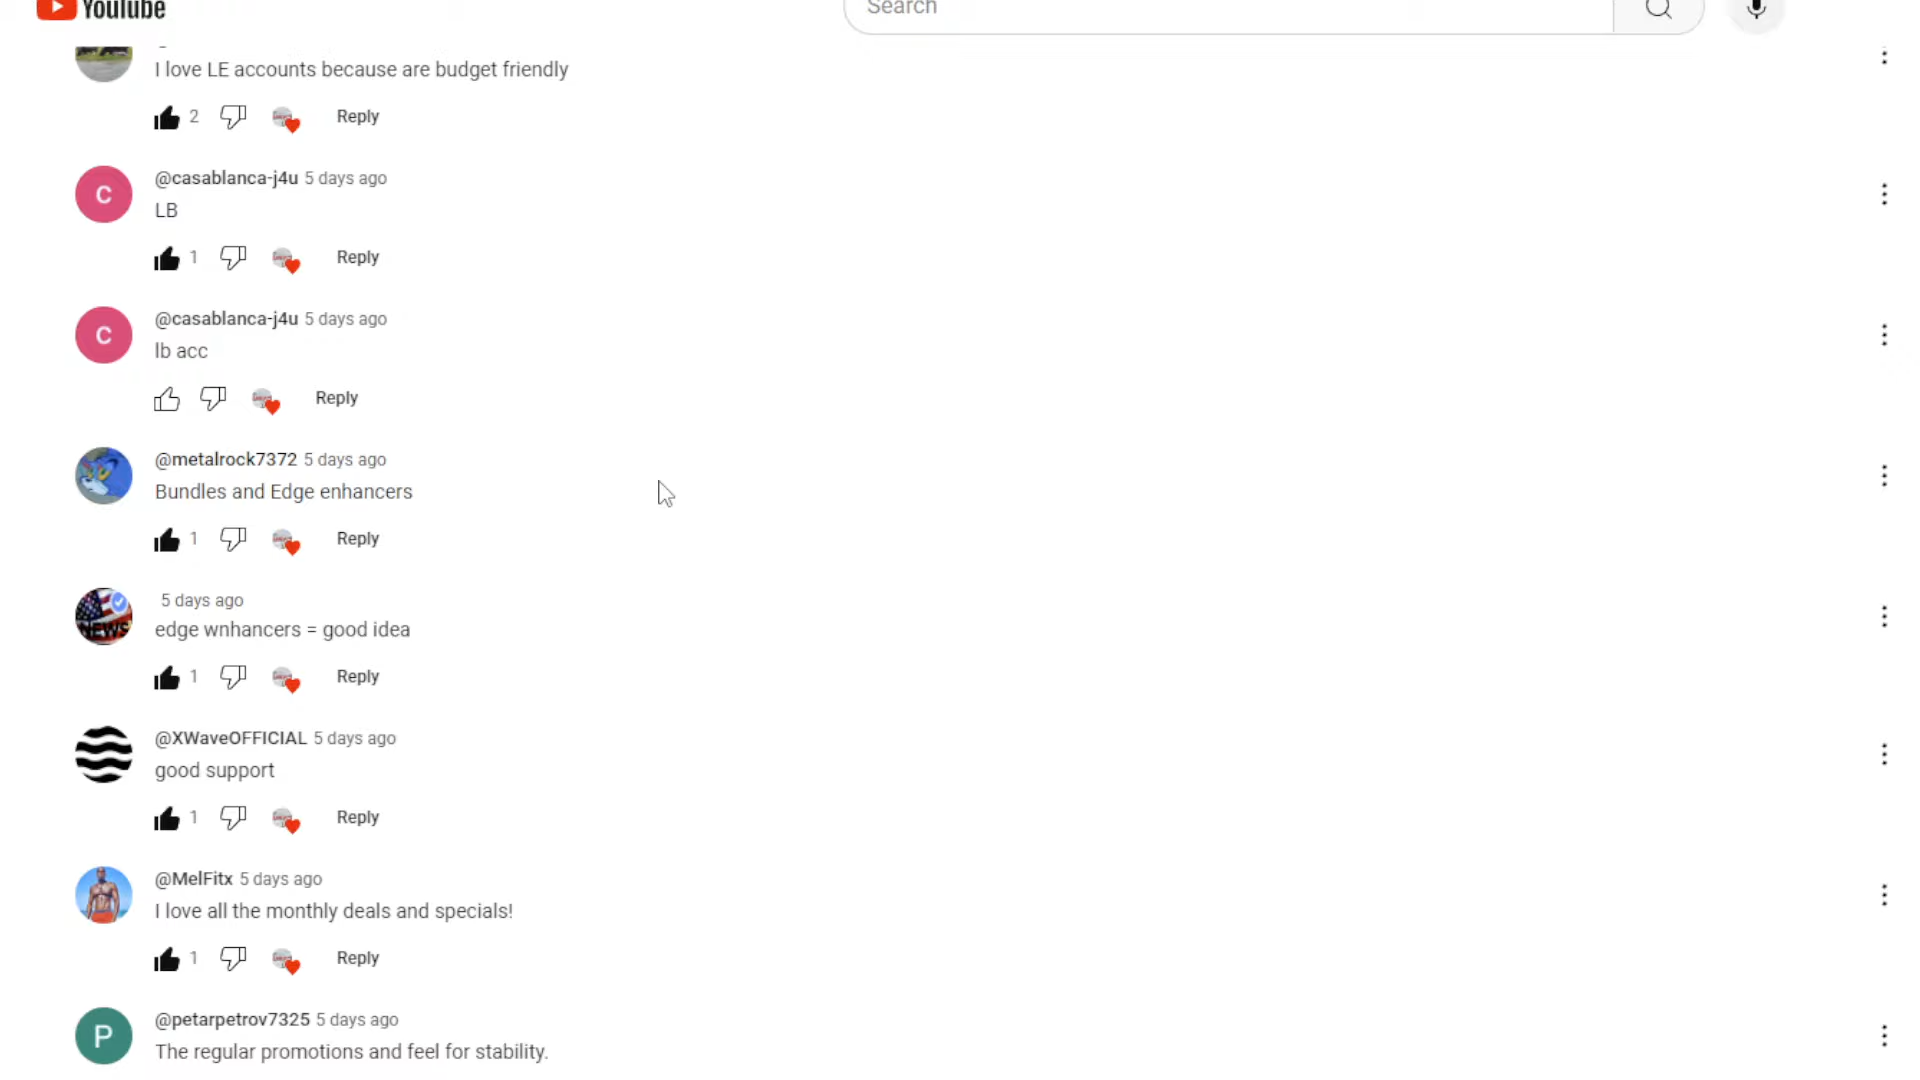 YouTube
Search
I love LE accounts because are budget friendly
2 Reply
C
@casablanca-j4u 5 days ago
LB
1 Reply
C
@casablanca-j4u 5 days ago
lb acc
Reply
@metalrock7372 5 days ago
Bundles and Edge enhancers
1 Reply
NEWS
5 days ago
edge wnhancers = good idea
1 Reply
@XWaveOFFICIAL 5 days ago
good support
1 Reply
@MelFitx 5 days ago
I love all the monthly deals and specials!
1 Reply
P
@petarpetrov7325 5 days ago
The regular promotions and feel for stability.